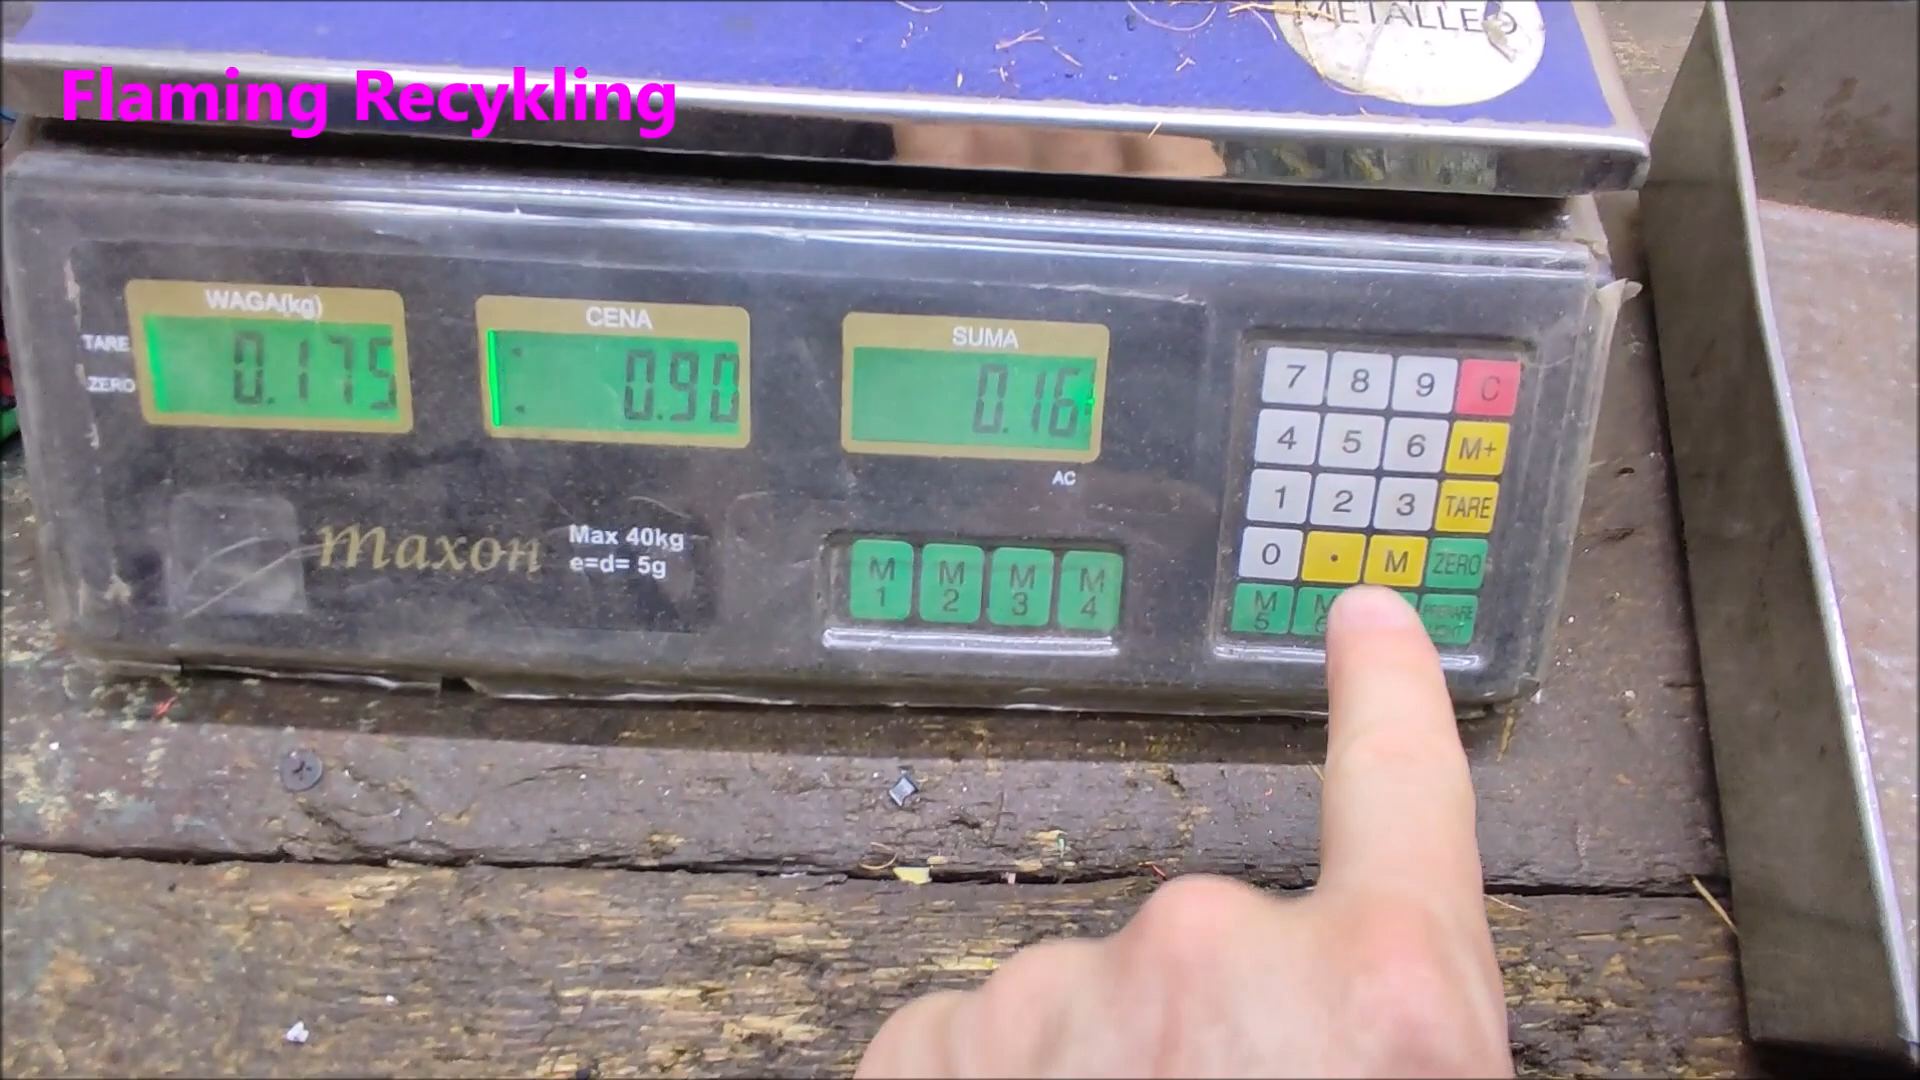 METALLE
Flaming Recykling
WAGA(kg)
CENA
SUMA
TARE
ZERO
0.175
0.90
0.16
AC
maxon
Max 40kg
e=d= 5g
M 1
M 2
M 3
M 4
7 8 9 C
4 5 6 M+
1 2 3 TARE
0 . M ZERO
M 5
M 6